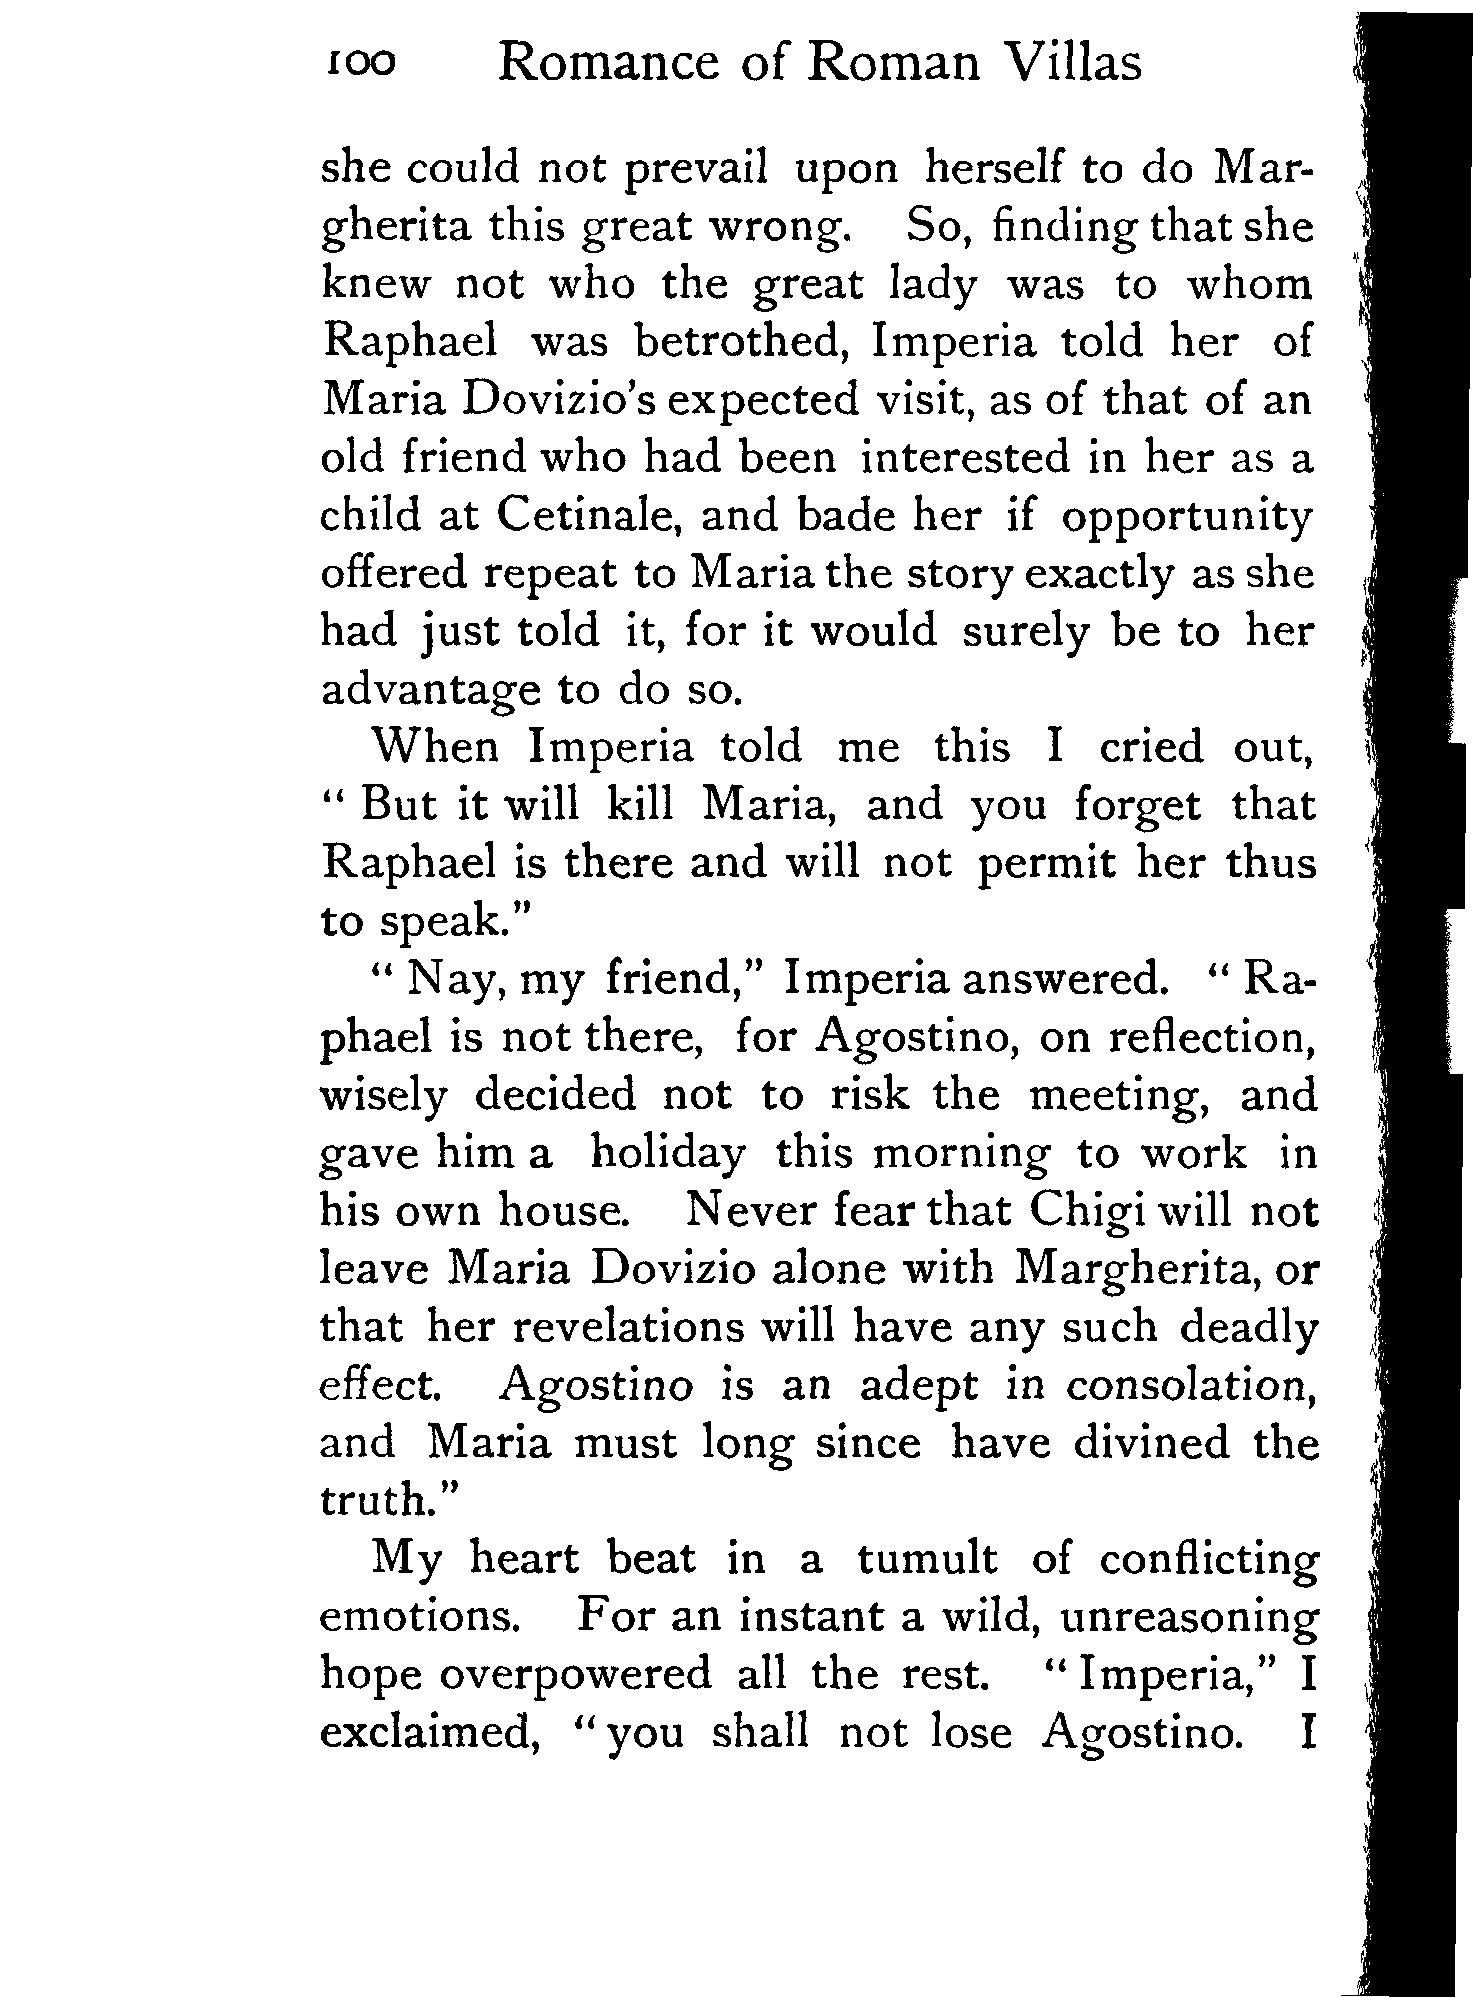 100 Romance of Roman Villas
she could not prevail upon herself to do Mar-
gherita this great wrong. So, finding that she
knew not who the great lady was to whom
Raphael was betrothed, Imperia told her of
Maria Dovizio's expected visit, as of that of an
old friend who had been interested in her as a
child at Cetinale, and bade her if opportunity
offered repeat to Maria the story exactly as she
had just told it, for it would surely be to her
advantage to do so.
When Imperia told me this I cried out,
" But it will kill Maria, and you forget that
Raphael is there and will not permit her thus
to speak."
" Nay, my friend," Imperia answered. " Ra-
phael is not there, for Agostino, on reflection,
wisely decided not to risk the meeting, and
gave him a holiday this morning to work in
his own house. Never fear that Chigi will not
leave Maria Dovizio alone with Margherita, or
that her revelations will have any such deadly
effect. Agostino is an adept in consolation,
and Maria must long since have divined the
truth."
My heart beat in a tumult of conflicting
emotions. For an instant a wild, unreasoning
hope overpowered all the rest. " Imperia," I
exclaimed, " you shall not lose Agostino. I